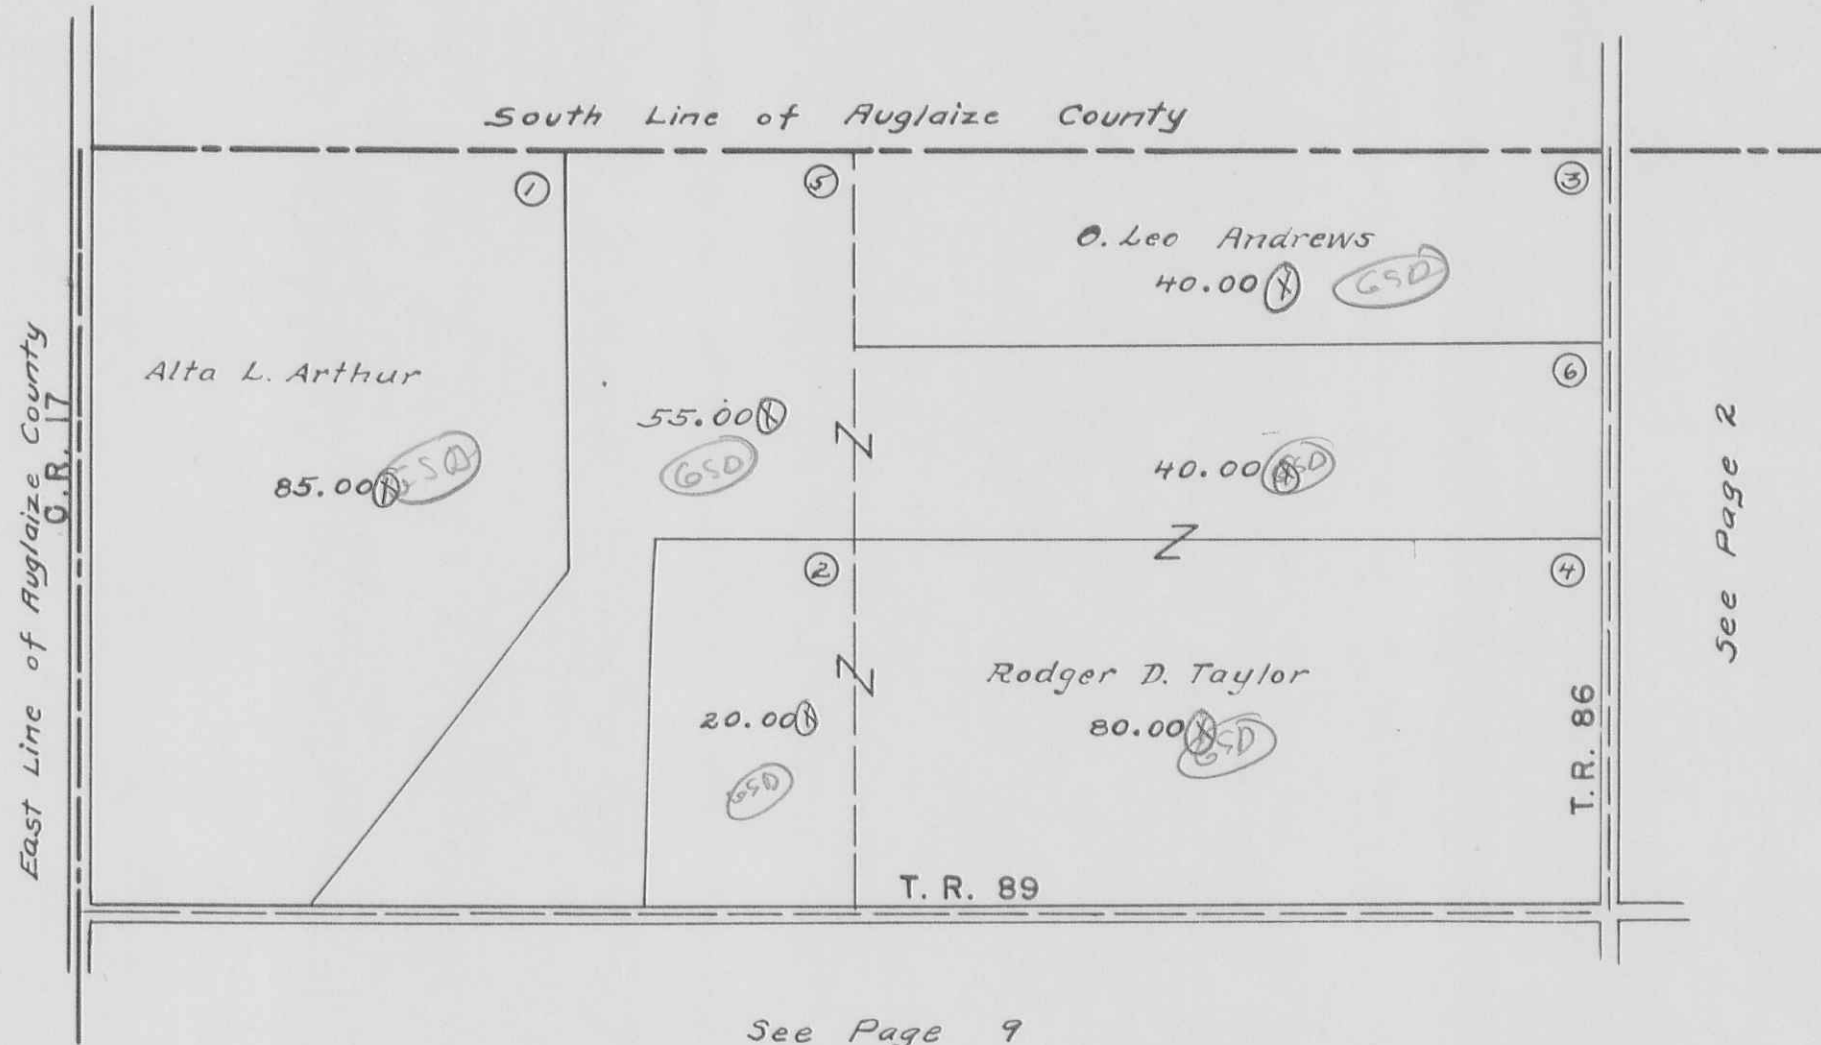 South Line of Auglaize County
1
5
3
O. Leo Andrews
40.00 X GSD
Alta L. Arthur
85.00 X GSD
55.00 X
GSD
6
40.00 X GSD
Z
Z
2
4
Z
Rodger D. Taylor
80.00 X
GSD
20.00 X
GSD
T.R. 89
T.R. 86
East Line of Auglaize County
C.R. 17
See Page 2
See Page 9